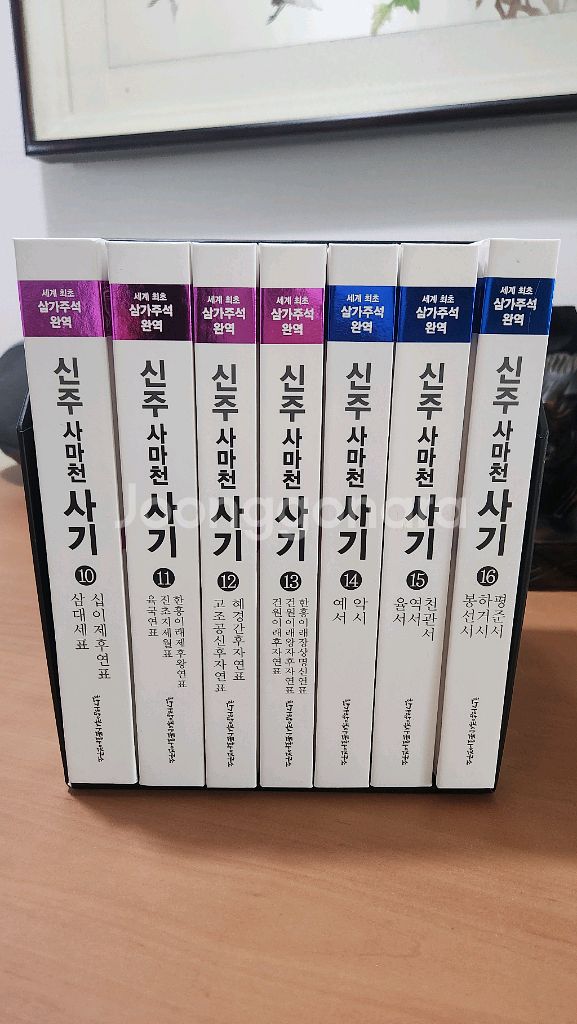 세계 최초
삼가주석
완역
신주 사마천 사기
10
십이제후연표
삼대세표
세계 최초
삼가주석
완역
신주 사마천 사기
11
한흥이래제후왕연표
진초지제월표
육국연표
세계 최초
삼가주석
완역
신주 사마천 사기
12
혜경간후자연표
고조공신후자연표
세계 최초
삼가주석
완역
신주 사마천 사기
13
한흥이래장상명신연표
건원이래왕자후자연표
건원이래후자연표
세계 최초
삼가주석
완역
신주 사마천 사기
14
악서
예서
세계 최초
삼가주석
완역
신주 사마천 사기
15
천관서
역서
율서
세계 최초
삼가주석
완역
신주 사마천 사기
16
평준서
하거서
봉선서
Joonggonara